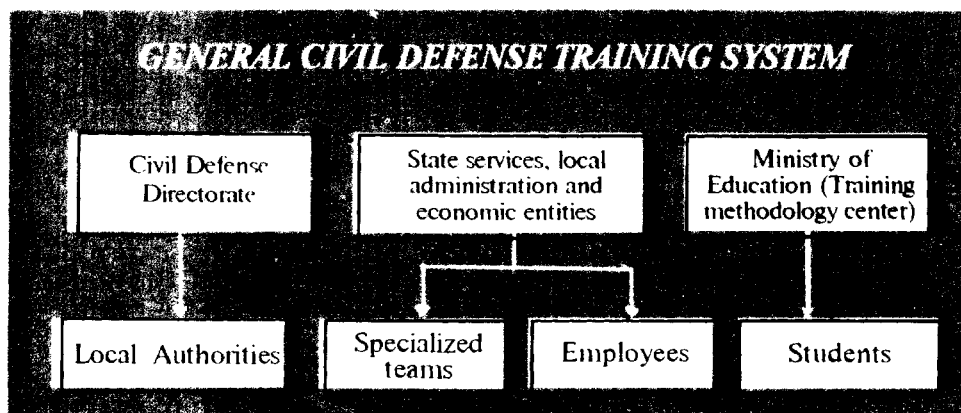 GENERAL CIVIL DEFENSE TRAINING SYSTEM
Civil Defense
Directorate
State services, local
administration and
economic entities
Ministry of
Education (Training
methodology center)
Local Authorities
Specialized
teams
Employees
Students